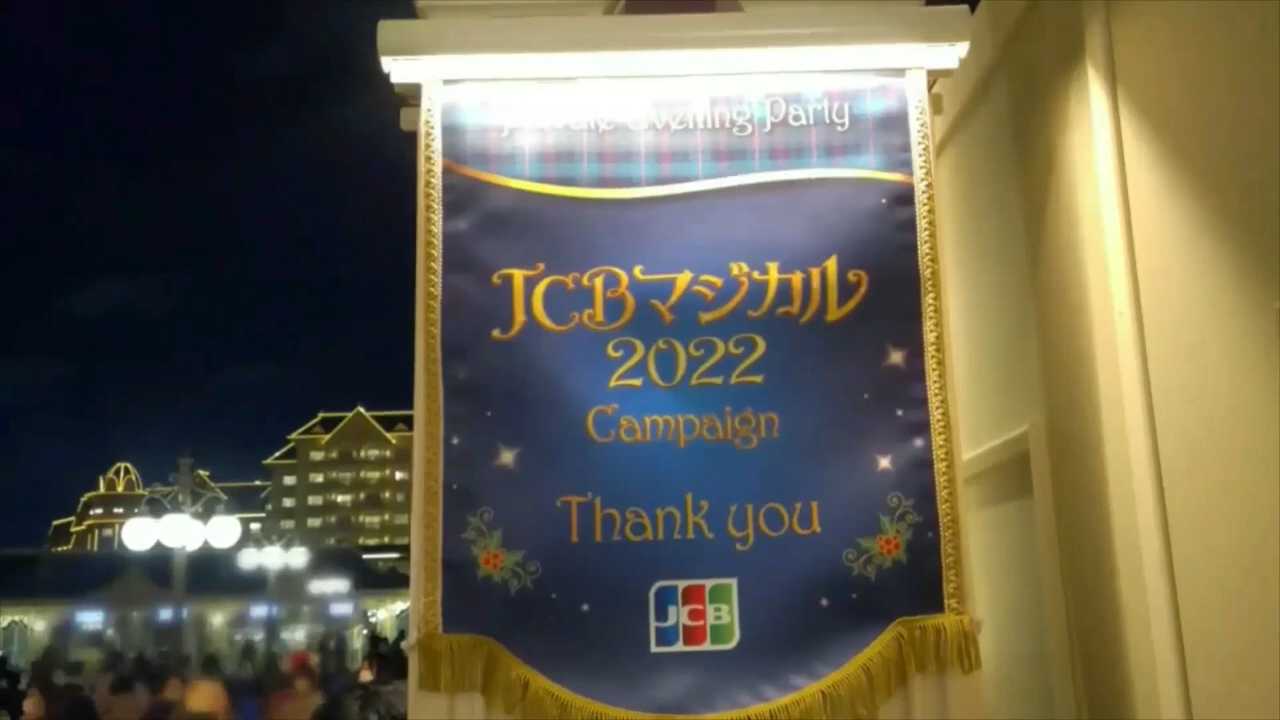 Evening Party
JCBマジカル
2022
Campaign
Thank you
JCB